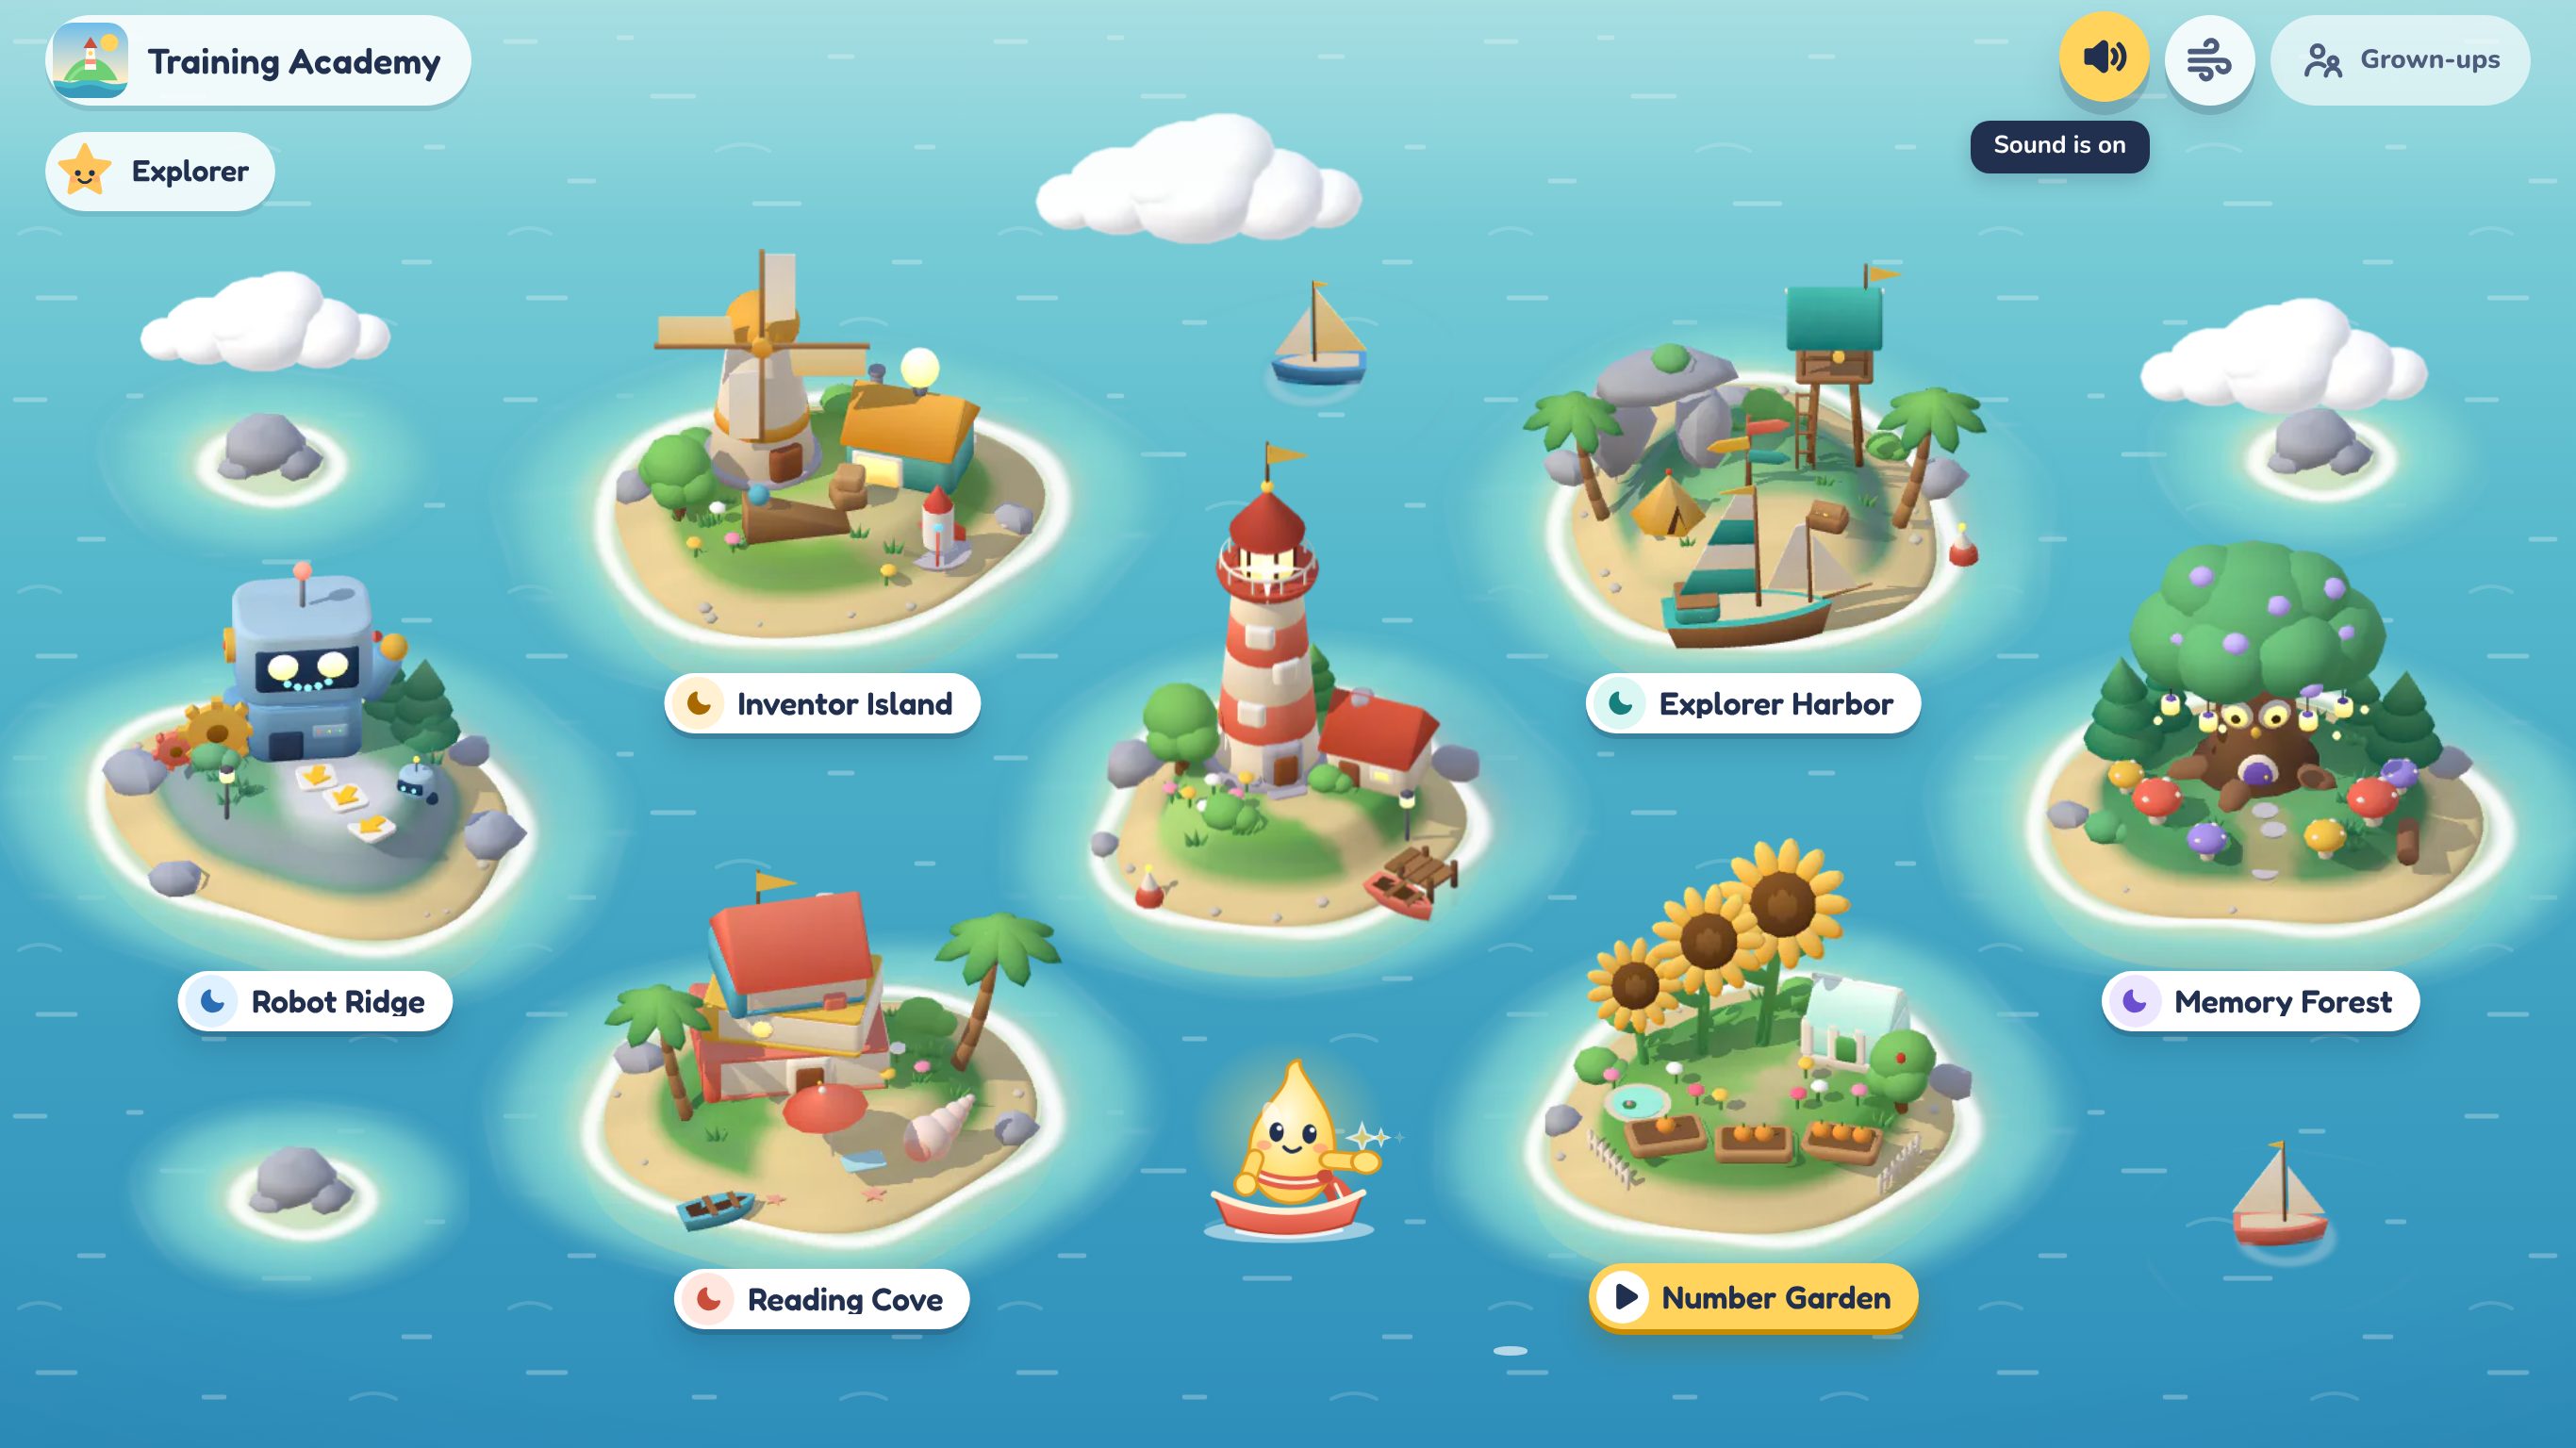 Training Academy
Grown-ups
Sound is on
Explorer
Inventor Island
Explorer Harbor
Robot Ridge
Memory Forest
Reading Cove
Number Garden